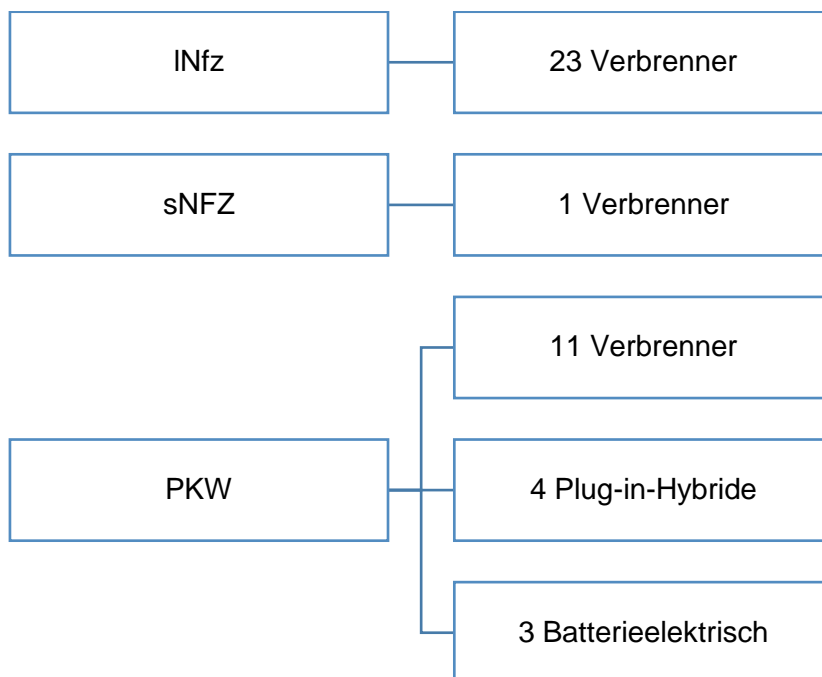 lNfz
23 Verbrenner
sNFZ
1 Verbrenner
11 Verbrenner
PKW
4 Plug-in-Hybride
3 Batterieelektrisch